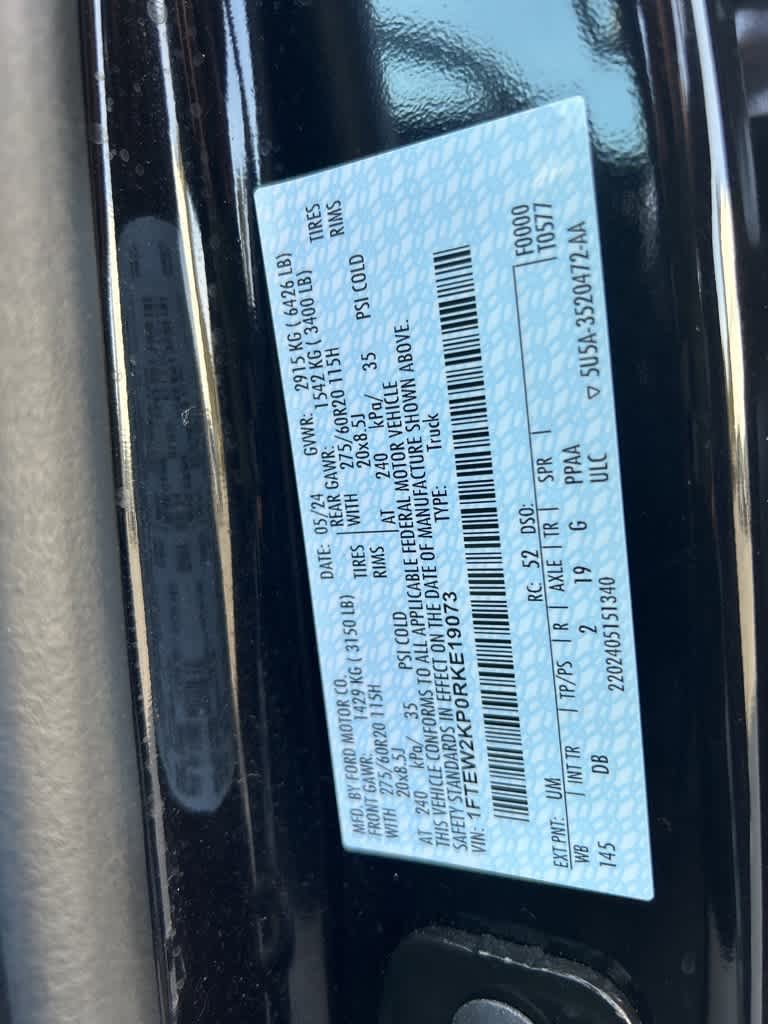 MFD. BY FORD MOTOR CO.
DATE: 05/24 GVWR: 2915 KG ( 6426 LB)
FRONT GAWR: 1429 KG ( 3150 LB) REAR GAWR: 1542 KG ( 3400 LB)
WITH 275/60R20 115H TIRES WITH 275/60R20 115H TIRES
20x8.5J RIMS 20x8.5J RIMS
AT 240 kPa/ 35 PSI COLD AT 240 kPa/ 35 PSI COLD
THIS VEHICLE CONFORMS TO ALL APPLICABLE FEDERAL MOTOR VEHICLE
SAFETY STANDARDS IN EFFECT ON THE DATE OF MANUFACTURE SHOWN ABOVE.
VIN: 1FTEW2KP0RKE19073 TYPE: Truck
EXT PNT: UM RC: 52 DSO: F0000
WB | INT TR | TP/PS | R | AXLE | TR | SPR | T0577
145 DB 2 19 G PPAA
2202405151340 ULC ▽ 5U5A-3520472-AA